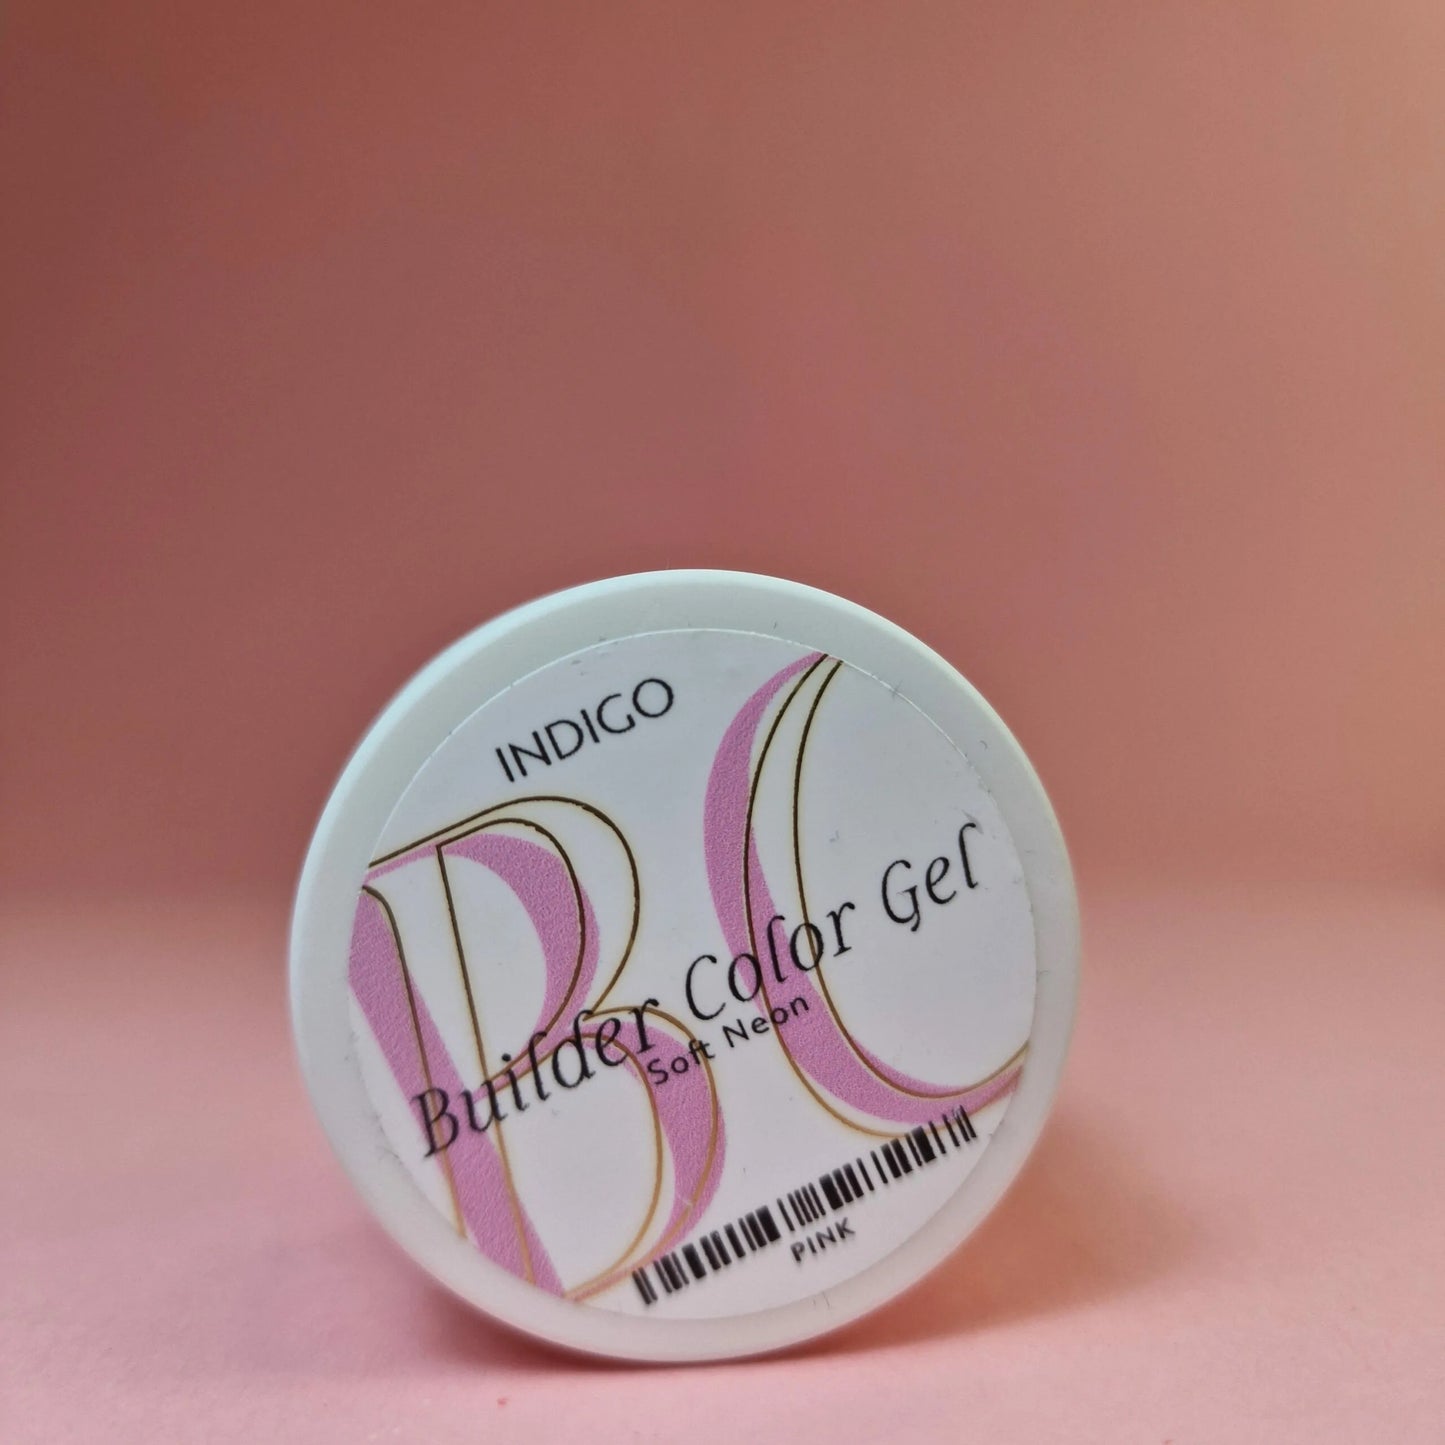 INDIGO
BC
Builder Color Gel
Soft Neon
PINK